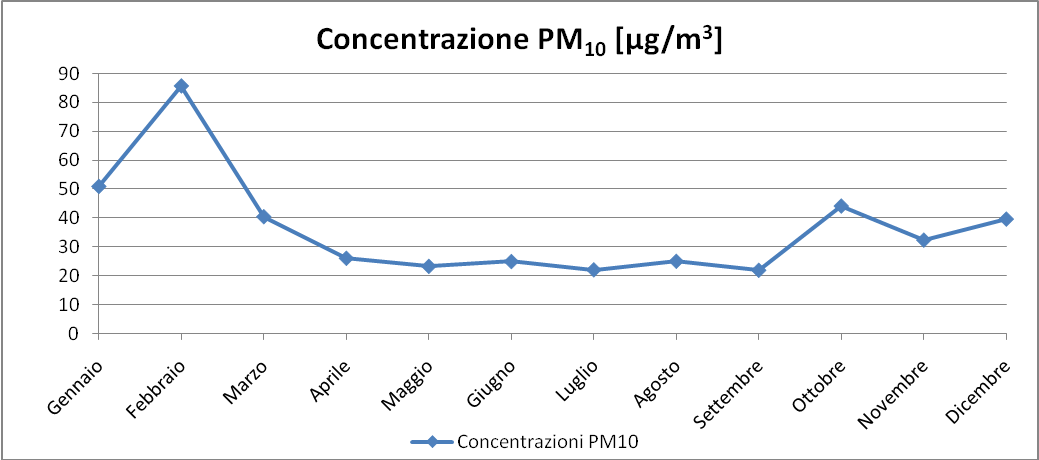 Concentrazione PM₁₀ [µg/m³]
90
80
70
60
50
40
30
20
10
0
Gennaio
Febbraio
Marzo
Aprile
Maggio
Giugno
Luglio
Agosto
Settembre
Ottobre
Novembre
Dicembre
Concentrazioni PM10